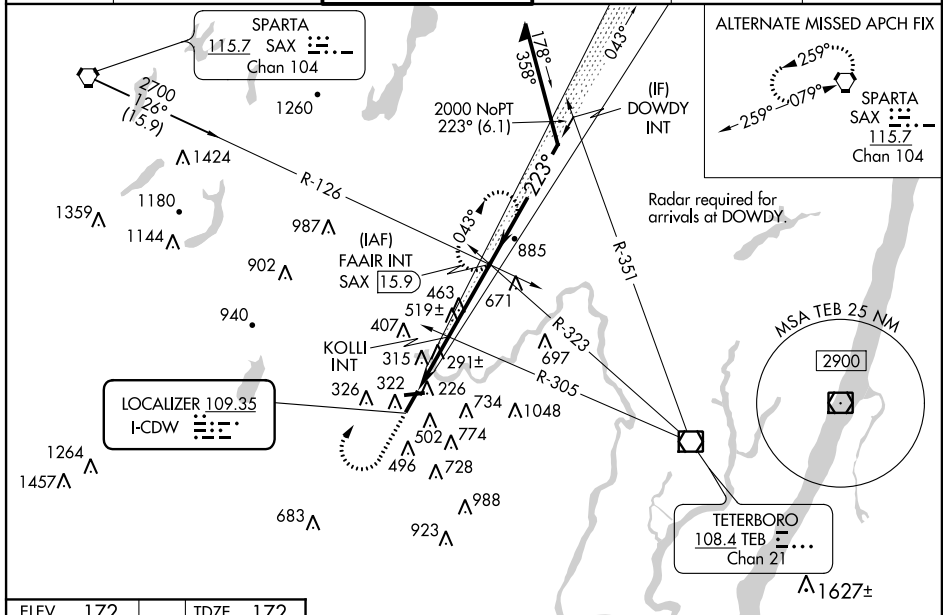 SPARTA
115.7 SAX
Chan 104
2700
126°
(15.9)
1260
178°
358°
043°
2000 NoPT
223° (6.1)
(IF)
DOWDY
INT
ALTERNATE MISSED APCH FIX
259°
259°
079°
SPARTA
SAX
115.7
Chan 104
1424
R-126
223°
Radar required for
arrivals at DOWDY.
1359
1180
1144
987
043°
885
R-351
(IAF)
FAAIR INT
SAX 15.9
902
463
519±
671
R-323
940
407
697
MSA TEB 25 NM
2900
KOLLI
INT
315
291±
R-305
326
322
226
LOCALIZER 109.35
I-CDW
734
1048
502
774
496
728
1264
1457
988
683
923
TETERBORO
108.4 TEB
Chan 21
1627±
ELEV 172
TDZE 172